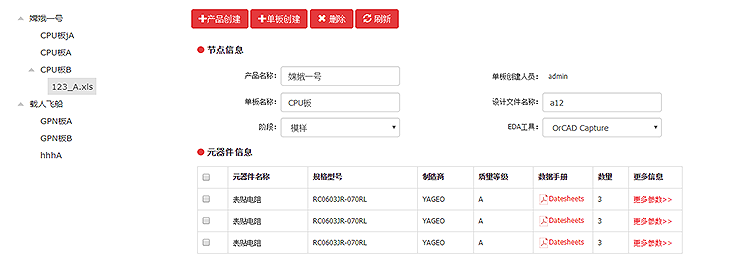 嫦娥一号
CPU板jA
CPU板A
CPU板B
123_A.xls
载人飞船
GPN板A
GPN板B
hhhA
产品创建 单板创建 删除 刷新
节点信息
产品名称: 嫦娥一号 单板创建人员: admin
单板名称: CPU板 设计文件名称: a12
阶段: 模样 EDA工具: OrCAD Capture
元器件信息
元器件名称 规格型号 制造商 质量等级 数据手册 数量 更多信息
表贴电阻 RC0603JR-070RL YAGEO A Datesheets 3 更多参数>>
表贴电阻 RC0603JR-070RL YAGEO A Datesheets 3 更多参数>>
表贴电阻 RC0603JR-070RL YAGEO A Datesheets 3 更多参数>>